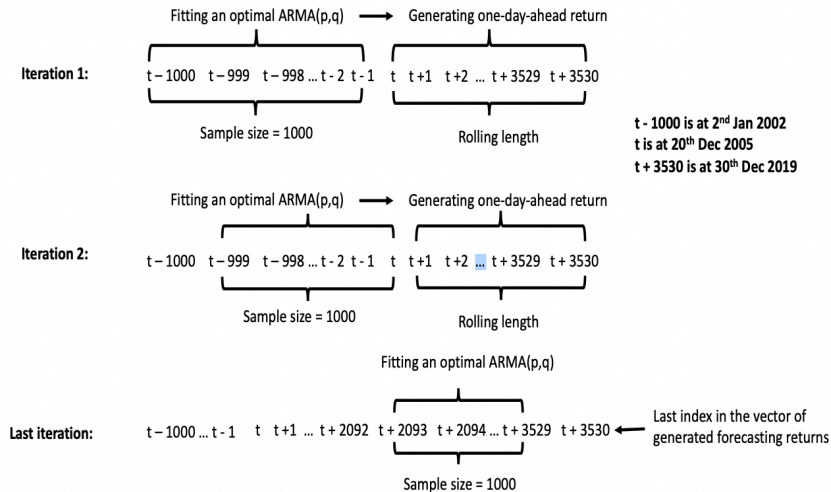 Fitting an optimal ARMA(p,q) Generating one-day-ahead return
Iteration 1: t – 1000 t – 999 t – 998 ... t - 2 t - 1 t t +1 t +2 ... t + 3529 t + 3530
Sample size = 1000 Rolling length
t - 1000 is at 2nd Jan 2002
t is at 20th Dec 2005
t + 3530 is at 30th Dec 2019
Fitting an optimal ARMA(p,q) Generating one-day-ahead return
Iteration 2: t – 1000 t – 999 t – 998 ... t - 2 t - 1 t t +1 t +2 ... t + 3529 t + 3530
Sample size = 1000 Rolling length
Fitting an optimal ARMA(p,q)
Last iteration: t – 1000 ... t - 1 t t +1 ... t + 2092 t + 2093 t + 2094 ... t + 3529 t + 3530
Last index in the vector of
generated forecasting returns
Sample size = 1000